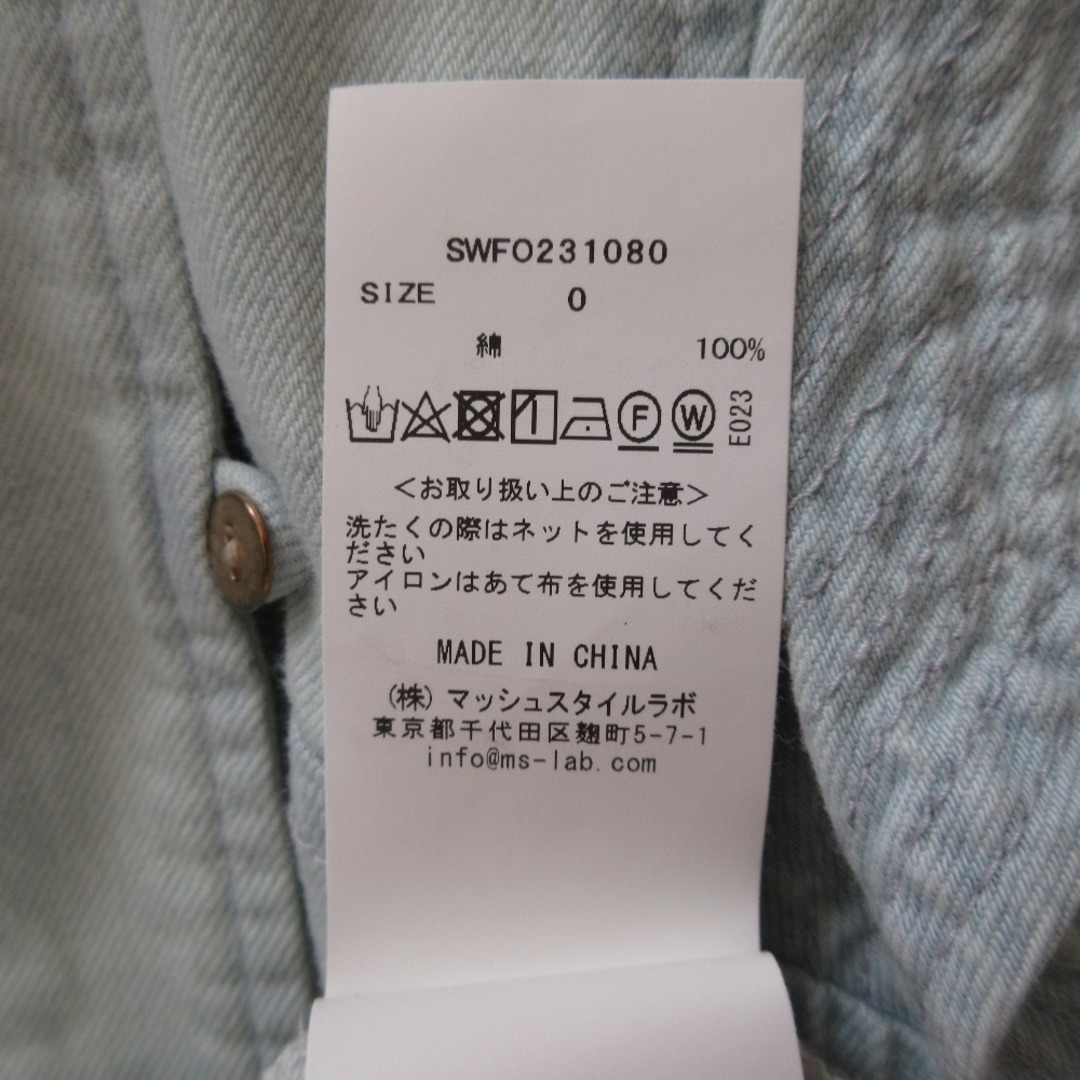 SWFO231080
SIZE 0
綿 100%
F W E023
＜お取り扱い上のご注意＞
洗たくの際はネットを使用してく
ださい
アイロンはあて布を使用してくだ
さい
MADE IN CHINA
(株)マッシュスタイルラボ
東京都千代田区麹町5-7-1
info@ms-lab.com